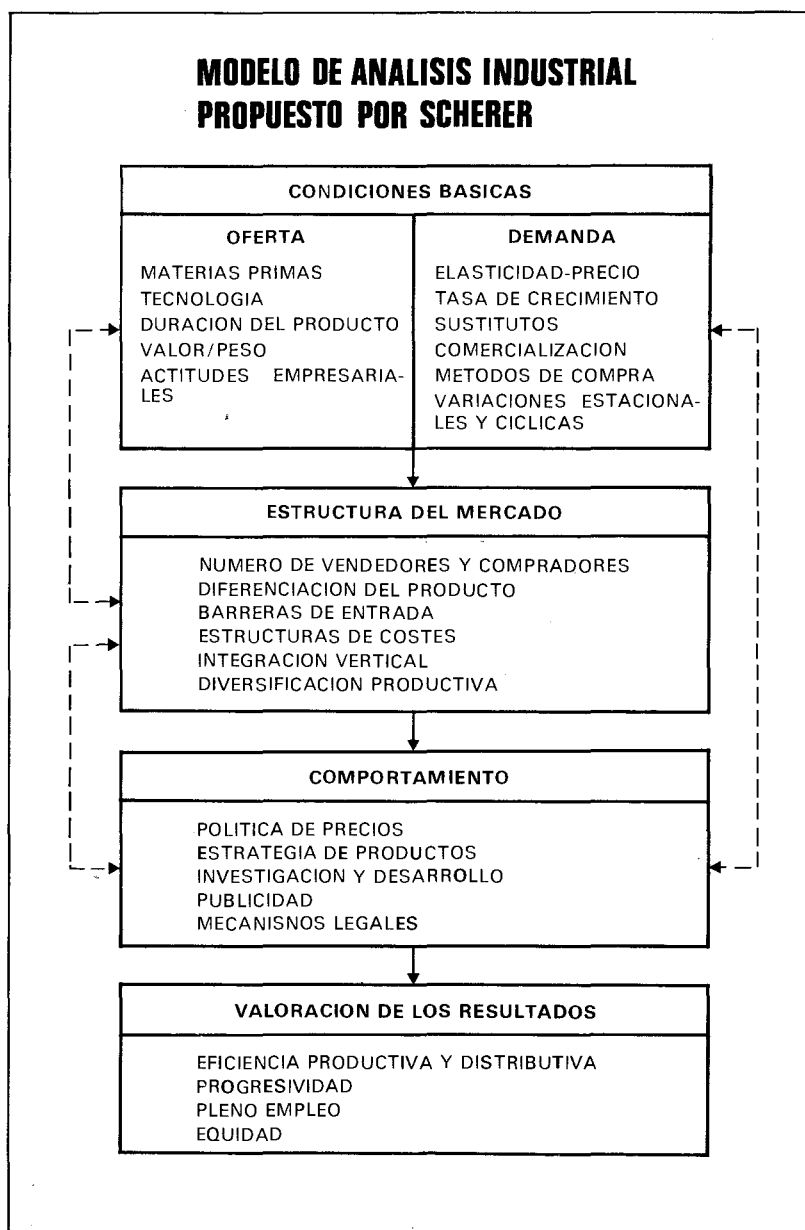 MODELO DE ANALISIS INDUSTRIAL
PROPUESTO POR SCHERER
CONDICIONES BASICAS
OFERTA
MATERIAS PRIMAS
TECNOLOGIA
DURACION DEL PRODUCTO
VALOR/PESO
ACTITUDES EMPRESARIA-
LES
DEMANDA
ELASTICIDAD-PRECIO
TASA DE CRECIMIENTO
SUSTITUTOS
COMERCIALIZACION
METODOS DE COMPRA
VARIACIONES ESTACIONA-
LES Y CICLICAS
ESTRUCTURA DEL MERCADO
NUMERO DE VENDEDORES Y COMPRADORES
DIFERENCIACION DEL PRODUCTO
BARRERAS DE ENTRADA
ESTRUCTURAS DE COSTES
INTEGRACION VERTICAL
DIVERSIFICACION PRODUCTIVA
COMPORTAMIENTO
POLITICA DE PRECIOS
ESTRATEGIA DE PRODUCTOS
INVESTIGACION Y DESARROLLO
PUBLICIDAD
MECANISNOS LEGALES
VALORACION DE LOS RESULTADOS
EFICIENCIA PRODUCTIVA Y DISTRIBUTIVA
PROGRESIVIDAD
PLENO EMPLEO
EQUIDAD